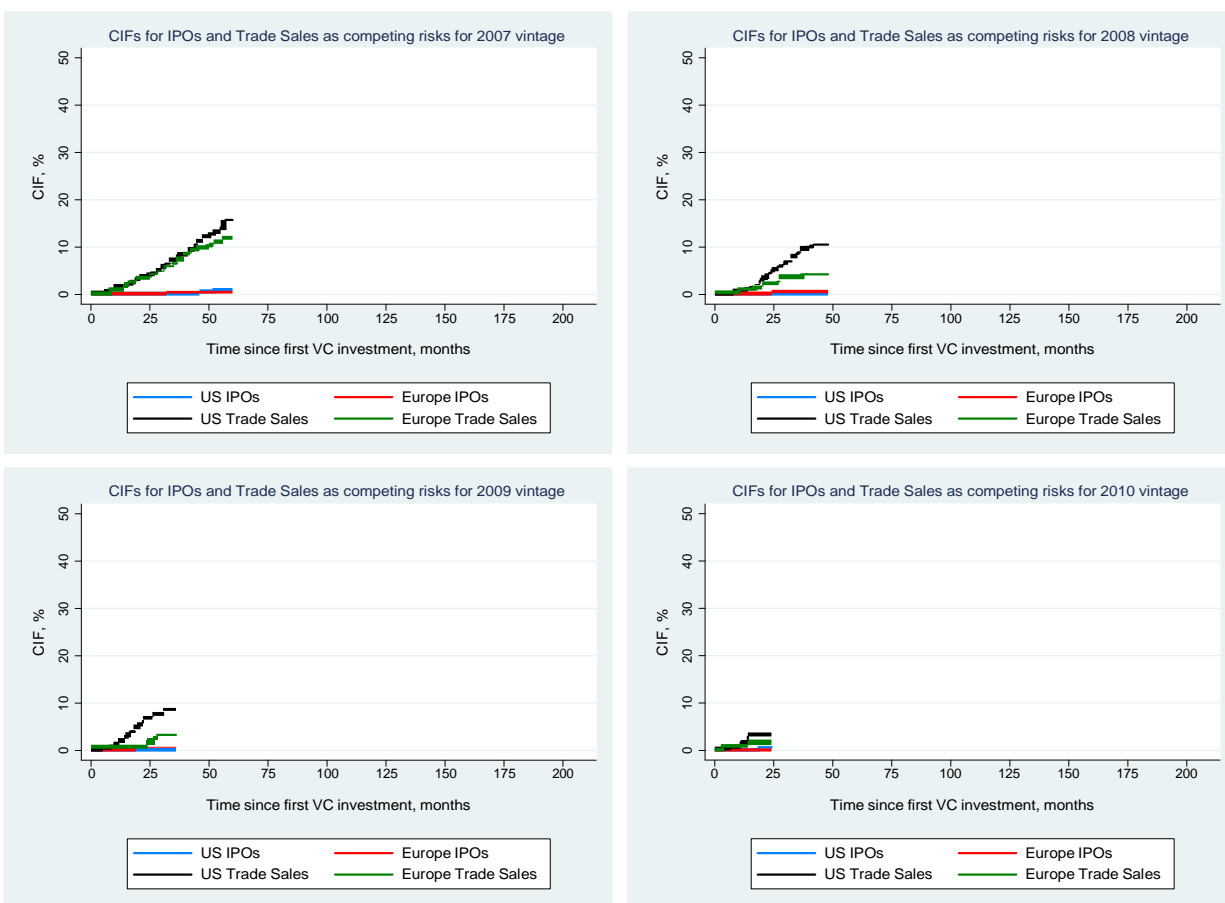 CIFs for IPOs and Trade Sales as competing risks for 2007 vintage
50
40
30
20
10
0
CIF, %
0 25 50 75 100 125 150 175 200
Time since first VC investment, months
US IPOs Europe IPOs
US Trade Sales Europe Trade Sales
CIFs for IPOs and Trade Sales as competing risks for 2008 vintage
50
40
30
20
10
0
CIF, %
0 25 50 75 100 125 150 175 200
Time since first VC investment, months
US IPOs Europe IPOs
US Trade Sales Europe Trade Sales
CIFs for IPOs and Trade Sales as competing risks for 2009 vintage
50
40
30
20
10
0
CIF, %
0 25 50 75 100 125 150 175 200
Time since first VC investment, months
US IPOs Europe IPOs
US Trade Sales Europe Trade Sales
CIFs for IPOs and Trade Sales as competing risks for 2010 vintage
50
40
30
20
10
0
CIF, %
0 25 50 75 100 125 150 175 200
Time since first VC investment, months
US IPOs Europe IPOs
US Trade Sales Europe Trade Sales